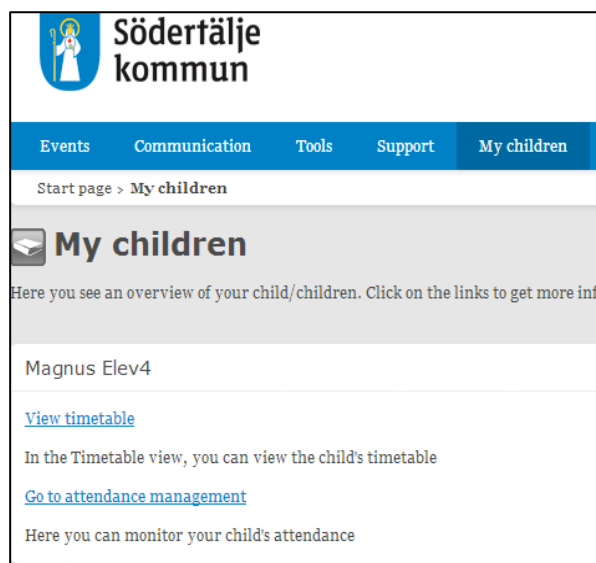 Södertälje
kommun
Events Communication Tools Support My children
Start page > My children
My children
Here you see an overview of your child/children. Click on the links to get more
Magnus Elev4
View timetable
In the Timetable view, you can view the child's timetable
Go to attendance management
Here you can monitor your child's attendance